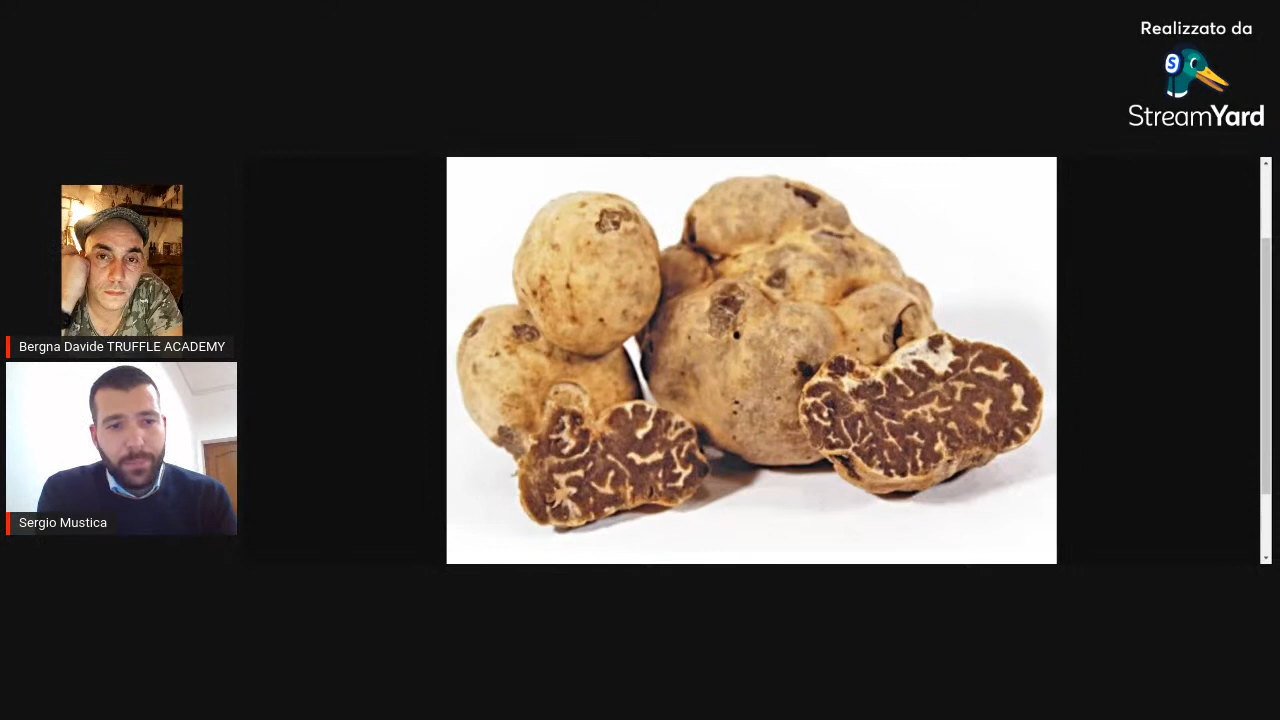 Realizzato da
S
StreamYard
Bergna Davide TRUFFLE ACADEMY
Sergio Mustica